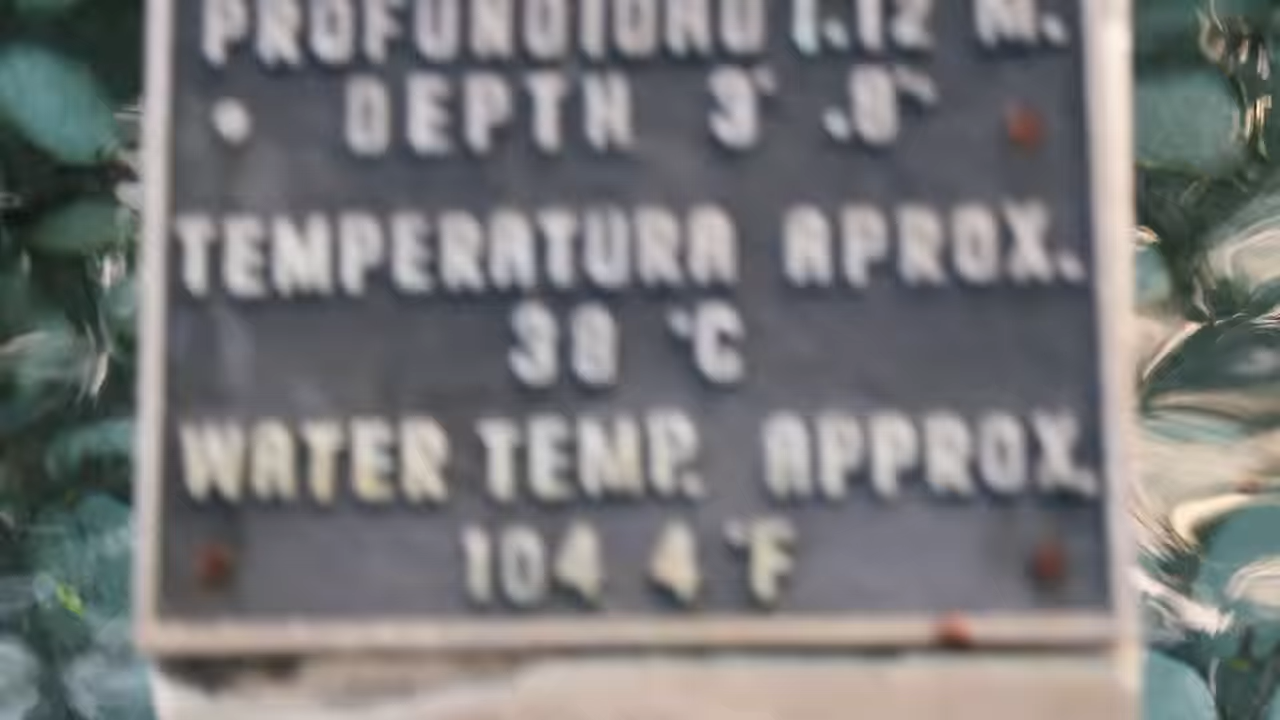 PROFUNDIDAD 1.12 M.
DEPTH 3' .8"
TEMPERATURA APROX.
38 °C
WATER TEMP. APPROX.
104 4 °F